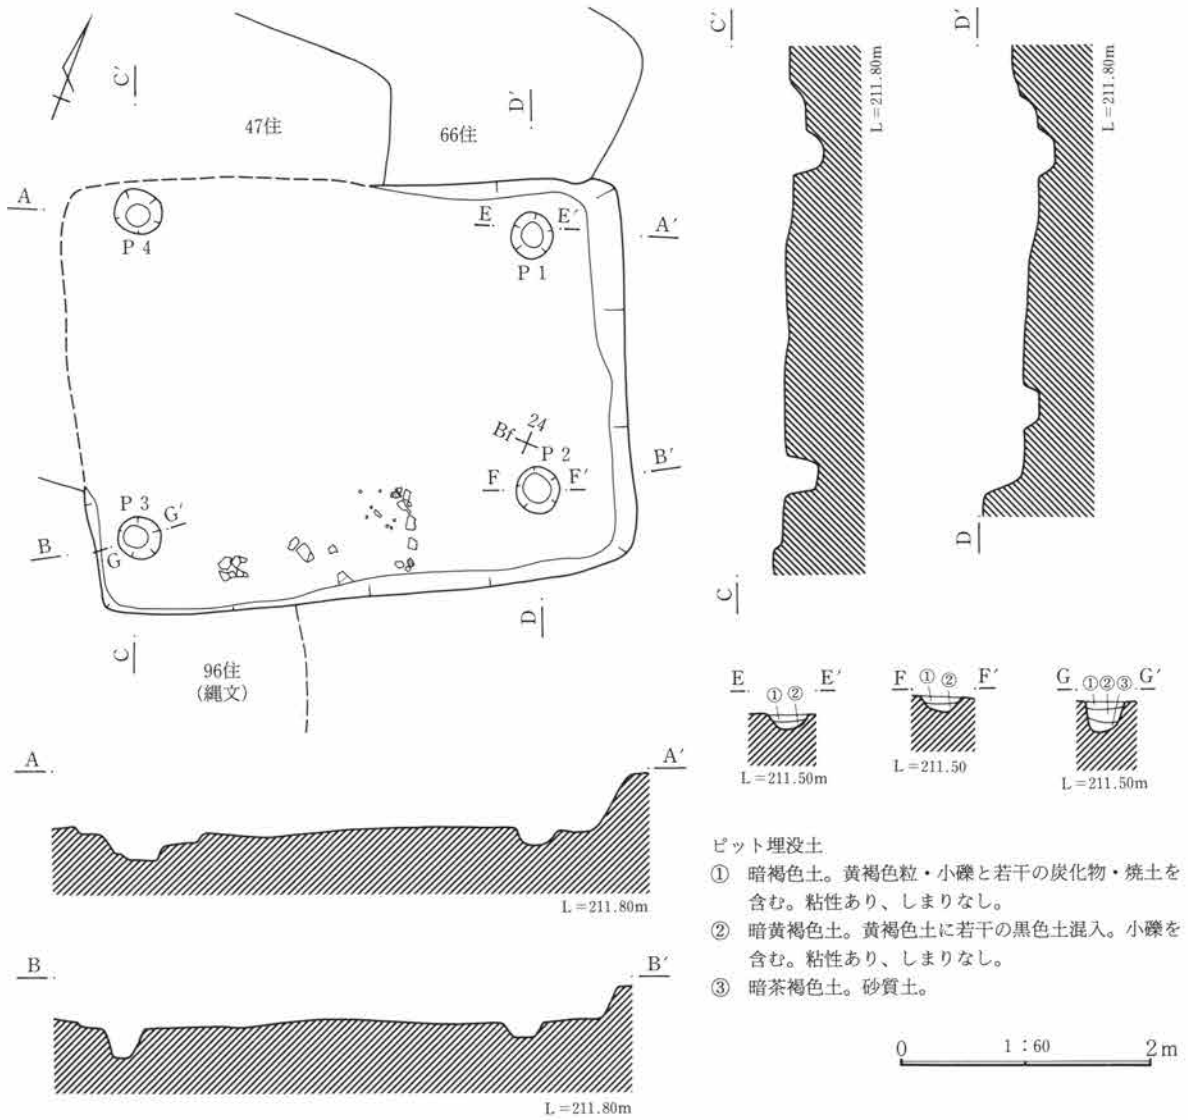 C′
47住
D′
66住
A
E
E′
A′
P 4
P 1
24
Bf
P 2
B′
F
F′
P 3
G′
B
G
D
C
96住
(縄文)
C′
L=211.80m
C
D′
L=211.80m
D
E
E′
① ②
L=211.50m
F
F′
① ②
L=211.50
G
G′
①②③
L=211.50m
A
A′
L=211.80m
B
B′
L=211.80m
ピット埋没土
① 暗褐色土。黄褐色粒・小礫と若干の炭化物・焼土を
含む。粘性あり、しまりなし。
② 暗黄褐色土。黄褐色土に若干の黒色土混入。小礫を
含む。粘性あり、しまりなし。
③ 暗茶褐色土。砂質土。
0
1：60
2m